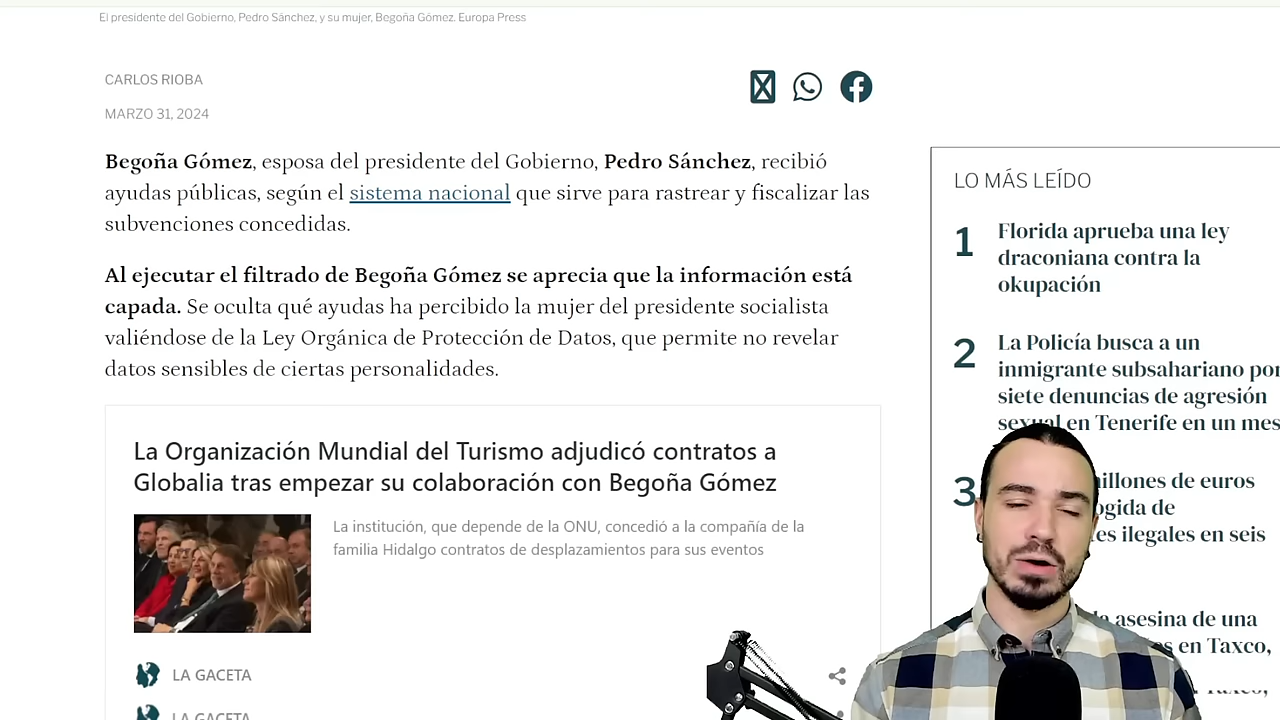 El presidente del Gobierno, Pedro Sánchez, y su mujer, Begoña Gómez. Europa Press
CARLOS RIOBA
MARZO 31, 2024
Begoña Gómez, esposa del presidente del Gobierno, Pedro Sánchez, recibió
ayudas públicas, según el sistema nacional que sirve para rastrear y fiscalizar las
subvenciones concedidas.
Al ejecutar el filtrado de Begoña Gómez se aprecia que la información está
capada. Se oculta qué ayudas ha percibido la mujer del presidente socialista
valiéndose de la Ley Orgánica de Protección de Datos, que permite no revelar
datos sensibles de ciertas personalidades.
La Organización Mundial del Turismo adjudicó contratos a
Globalia tras empezar su colaboración con Begoña Gómez
La institución, que depende de la ONU, concedió a la compañía de la
familia Hidalgo contratos de desplazamientos para sus eventos
LA GACETA
LA GACETA
LO MÁS LEÍDO
1 Florida aprueba una ley
draconiana contra la
okupación
2 La Policía busca a un
inmigrante subsahariano por
siete denuncias de agresión
sexual en Tenerife en un mes
3 millones de euros
de
ilegales en seis
asesina de una
en Taxco,